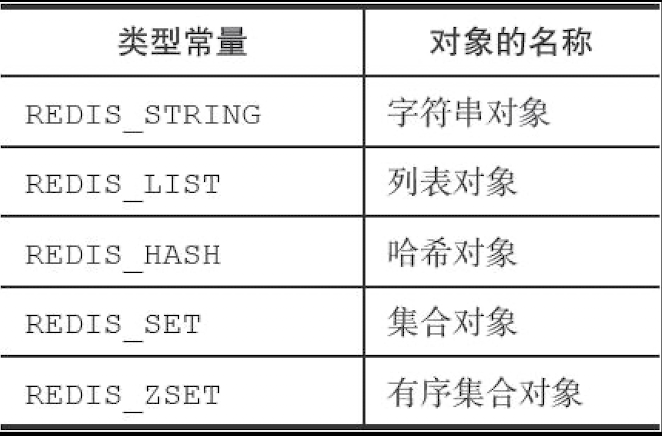 类型常量 对象的名称
REDIS_STRING 字符串对象
REDIS_LIST 列表对象
REDIS_HASH 哈希对象
REDIS_SET 集合对象
REDIS_ZSET 有序集合对象